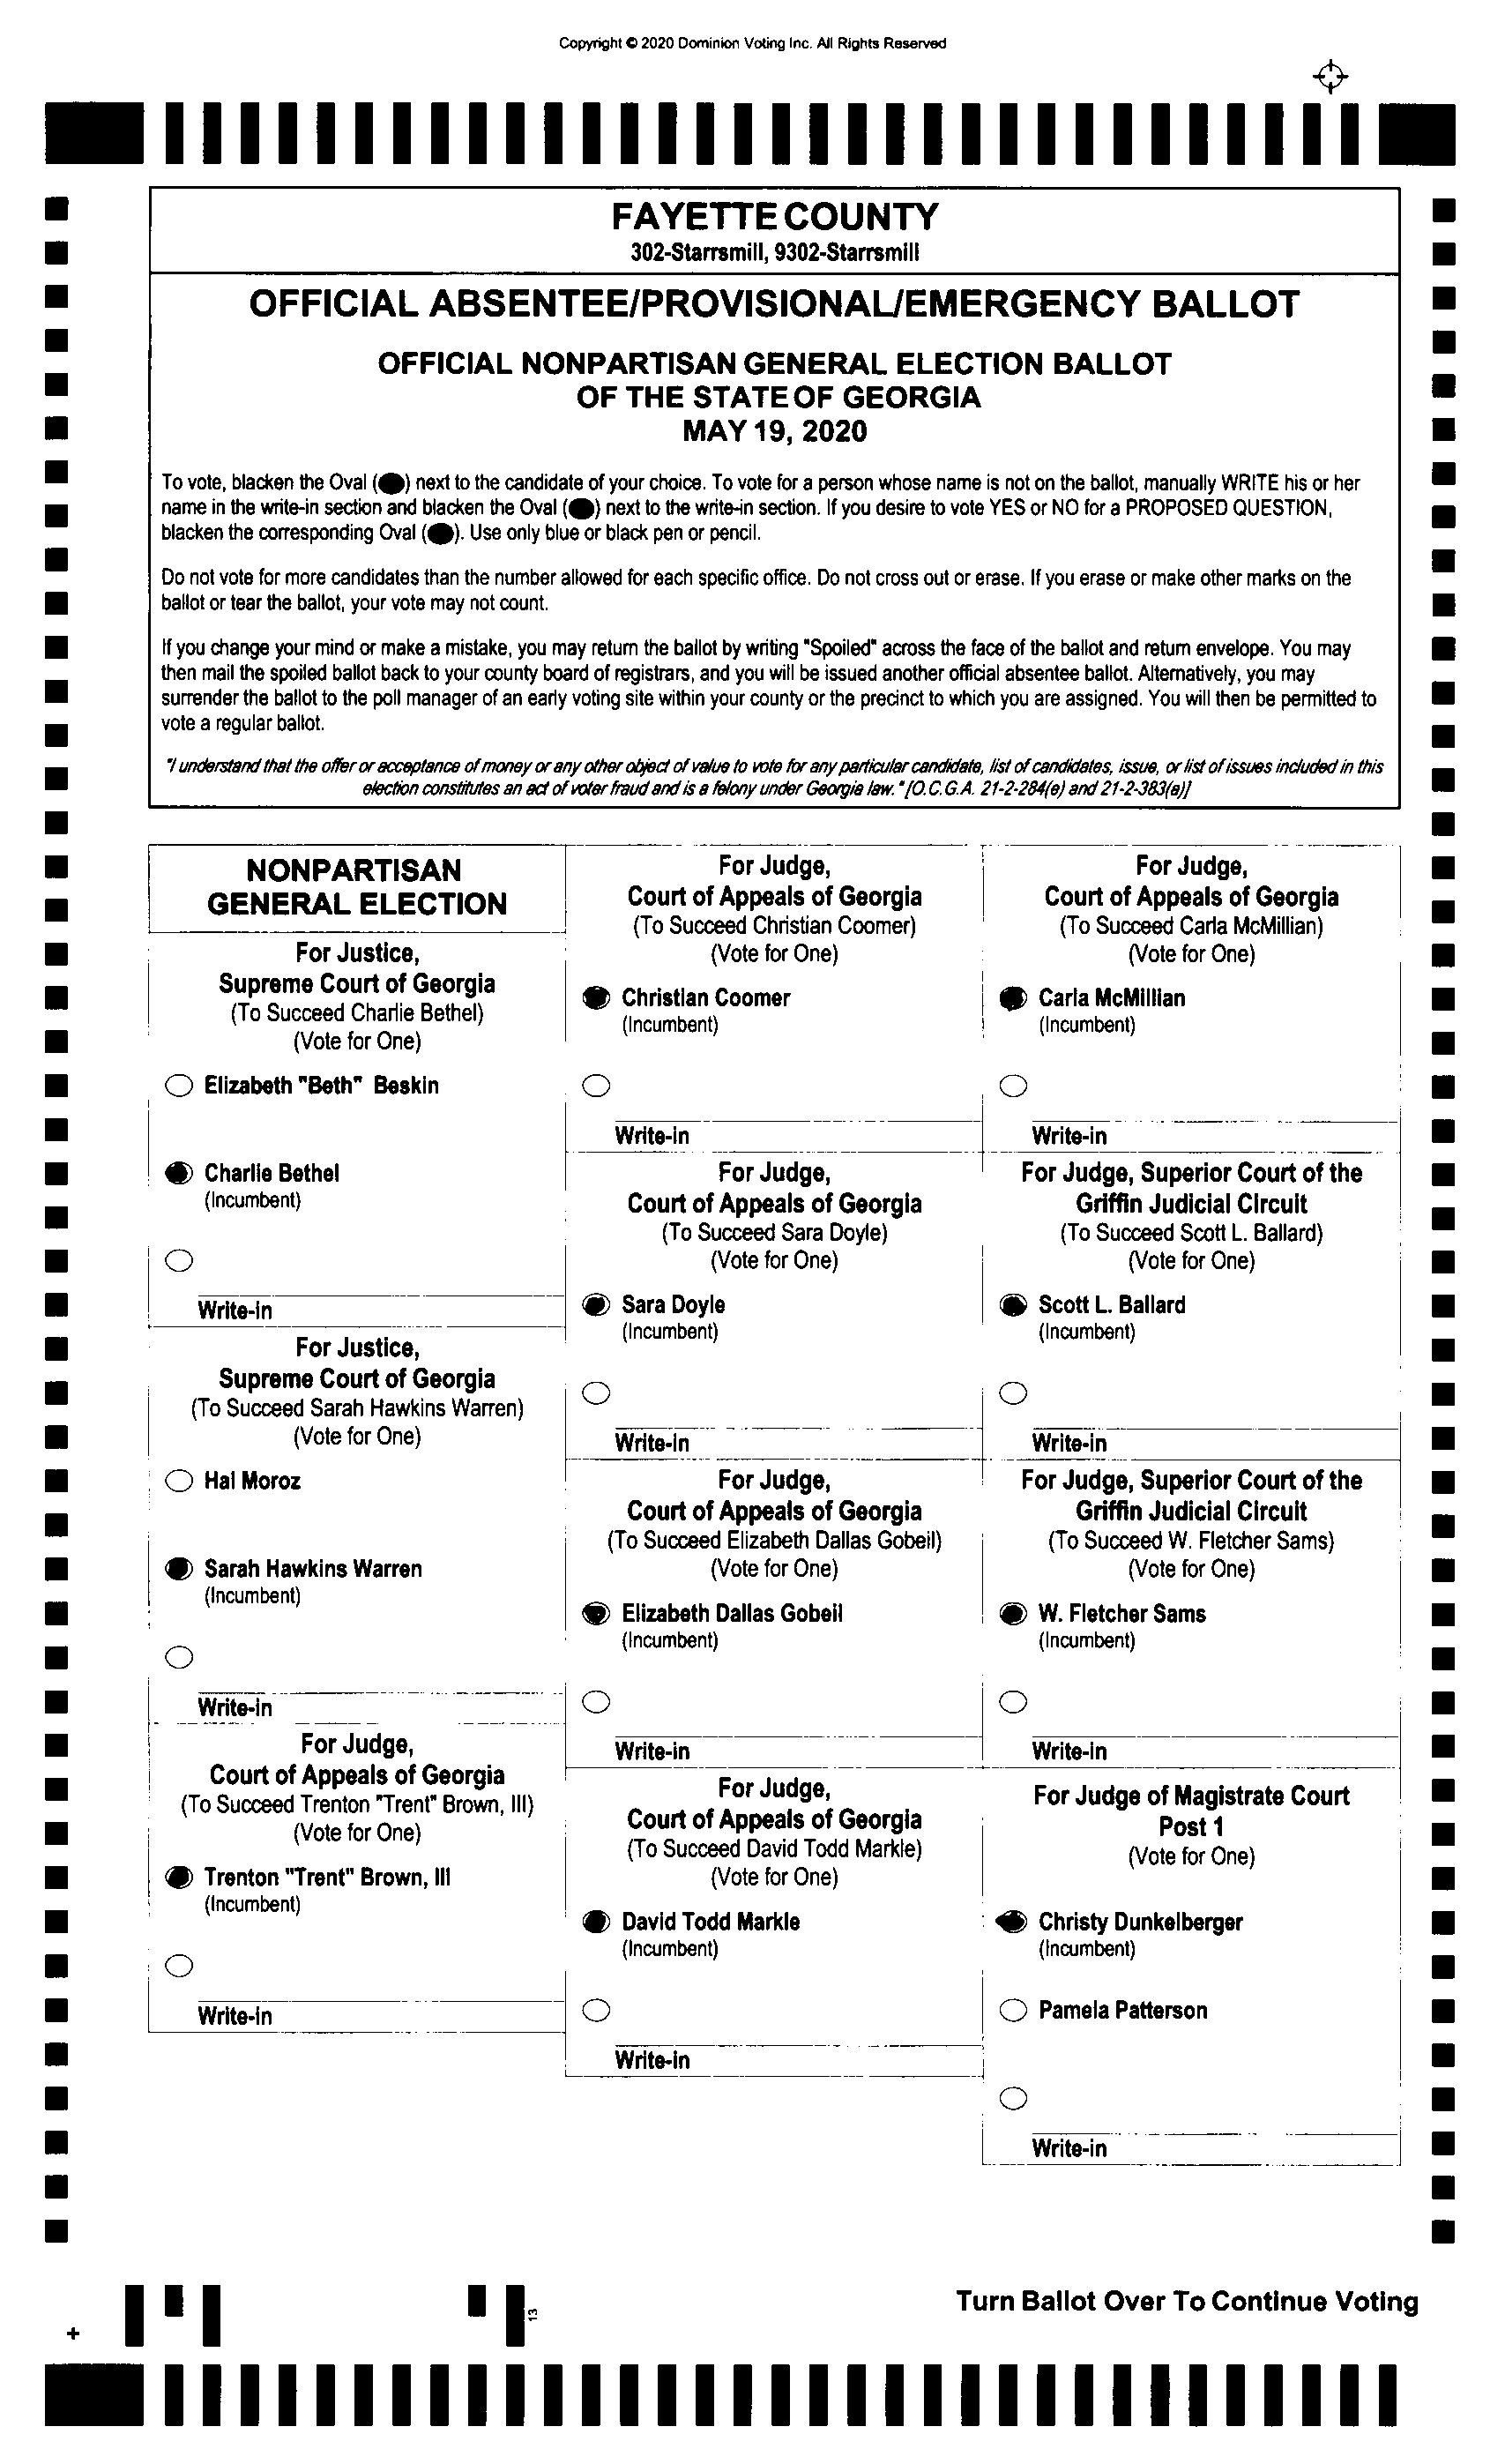 Copyright © 2020 Dominion Voting Inc. All Rights Reserved
FAYETTE COUNTY
302-Starrsmill, 9302-Starrsmill
OFFICIAL ABSENTEE/PROVISIONAL/EMERGENCY BALLOT
OFFICIAL NONPARTISAN GENERAL ELECTION BALLOT
OF THE STATE OF GEORGIA
MAY 19, 2020
To vote, blacken the Oval (●) next to the candidate of your choice. To vote for a person whose name is not on the ballot, manually WRITE his or her
name in the write-in section and blacken the Oval (●) next to the write-in section. If you desire to vote YES or NO for a PROPOSED QUESTION,
blacken the corresponding Oval (●). Use only blue or black pen or pencil.
Do not vote for more candidates than the number allowed for each specific office. Do not cross out or erase. If you erase or make other marks on the
ballot or tear the ballot, your vote may not count.
If you change your mind or make a mistake, you may return the ballot by writing "Spoiled" across the face of the ballot and return envelope. You may
then mail the spoiled ballot back to your county board of registrars, and you will be issued another official absentee ballot. Alternatively, you may
surrender the ballot to the poll manager of an early voting site within your county or the precinct to which you are assigned. You will then be permitted to
vote a regular ballot.
"I understand that the offer or acceptance of money or any other object of value to vote for any particular candidate, list of candidates, issue, or list of issues included in this
election constitutes an act of voter fraud and is a felony under Georgia law." [O.C.G.A. 21-2-284(e) and 21-2-383(a)]
NONPARTISAN
GENERAL ELECTION
For Justice,
Supreme Court of Georgia
(To Succeed Charlie Bethel)
(Vote for One)
Elizabeth "Beth" Beskin
Charlie Bethel
(Incumbent)
Write-in
For Justice,
Supreme Court of Georgia
(To Succeed Sarah Hawkins Warren)
(Vote for One)
Hal Moroz
Sarah Hawkins Warren
(Incumbent)
Write-in
For Judge,
Court of Appeals of Georgia
(To Succeed Trenton "Trent" Brown, III)
(Vote for One)
Trenton "Trent" Brown, III
(Incumbent)
Write-in
For Judge,
Court of Appeals of Georgia
(To Succeed Christian Coomer)
(Vote for One)
Christian Coomer
(Incumbent)
Write-in
For Judge,
Court of Appeals of Georgia
(To Succeed Sara Doyle)
(Vote for One)
Sara Doyle
(Incumbent)
Write-in
For Judge,
Court of Appeals of Georgia
(To Succeed Elizabeth Dallas Gobeil)
(Vote for One)
Elizabeth Dallas Gobeil
(Incumbent)
Write-in
For Judge,
Court of Appeals of Georgia
(To Succeed David Todd Markle)
(Vote for One)
David Todd Markle
(Incumbent)
Write-in
For Judge,
Court of Appeals of Georgia
(To Succeed Carla McMillian)
(Vote for One)
Carla McMillian
(Incumbent)
Write-in
For Judge, Superior Court of the
Griffin Judicial Circuit
(To Succeed Scott L. Ballard)
(Vote for One)
Scott L. Ballard
(Incumbent)
Write-in
For Judge, Superior Court of the
Griffin Judicial Circuit
(To Succeed W. Fletcher Sams)
(Vote for One)
W. Fletcher Sams
(Incumbent)
Write-in
For Judge of Magistrate Court
Post 1
(Vote for One)
Christy Dunkelberger
(Incumbent)
Pamela Patterson
Write-in
13
Turn Ballot Over To Continue Voting